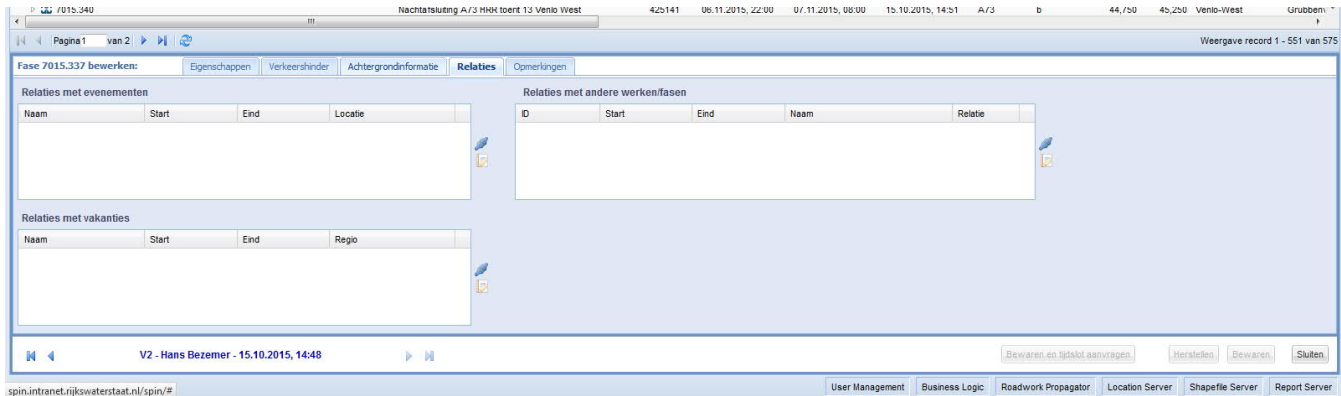 7015.340 Nachtafsluiting A73 HRR toerit 13 Venlo West 425141 06.11.2015, 22:00 07.11.2015, 08:00 15.10.2015, 14:51 A73 b 44,750 45,250 Venlo-West
Pagina 1 van 2 Weergave record 1 - 551 van 575
Fase 7015.337 bewerken: Eigenschappen Verkeershinder Achtergrondinformatie Relaties Opmerkingen
Relaties met evenementen Relaties met andere werken/fasen
Naam Start Eind Locatie ID Start Eind Naam Relatie
Relaties met vakanties
Naam Start Eind Regio
V2 - Hans Bezemer - 15.10.2015, 14:48 Bewaren en tijdslot aanvragen Herstellen Bewaren Sluiten
spin.intranet.rijkswaterstaat.nl/spin/# User Management Business Logic Roadwork Propagator Location Server Shapefile Server Report Server